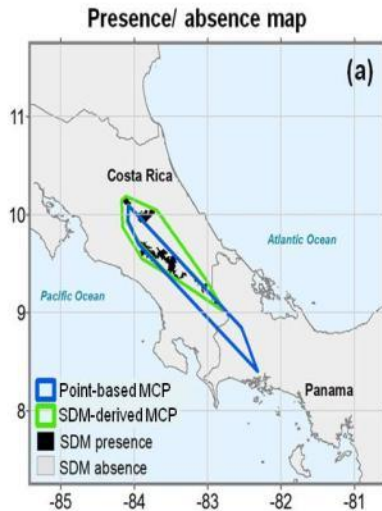 Presence/ absence map
(a)
11
Costa Rica
10
Atlantic Ocean
Pacific Ocean
9
Point-based MCP
Panama
SDM-derived MCP
8
SDM presence
SDM absence
-85 -84 -83 -82 -81